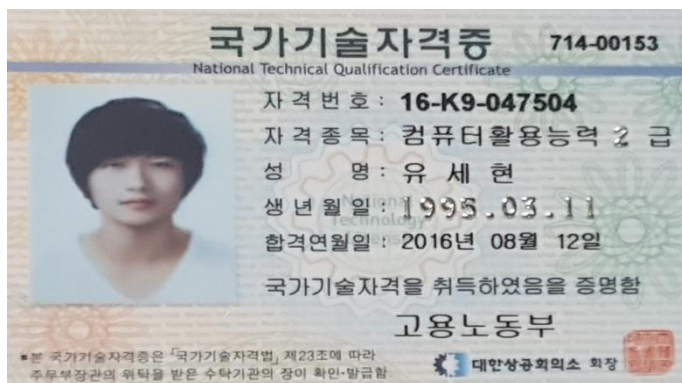 국가기술자격증 714-00153
National Technical Qualification Certificate
자격번호 : 16-K9-047504
자격종목 : 컴퓨터활용능력 2 급
성 명 : 유세현
생년월일 : 1995.03.11
합격연월일 : 2016년 08월 12일
국가기술자격을 취득하였음을 증명함
고용노동부
■본 국가기술자격증은 「국가기술자격법」 제23조에 따라
주무부장관의 위탁을 받은 수탁기관의 장이 확인·발급함
대한상공회의소 회장